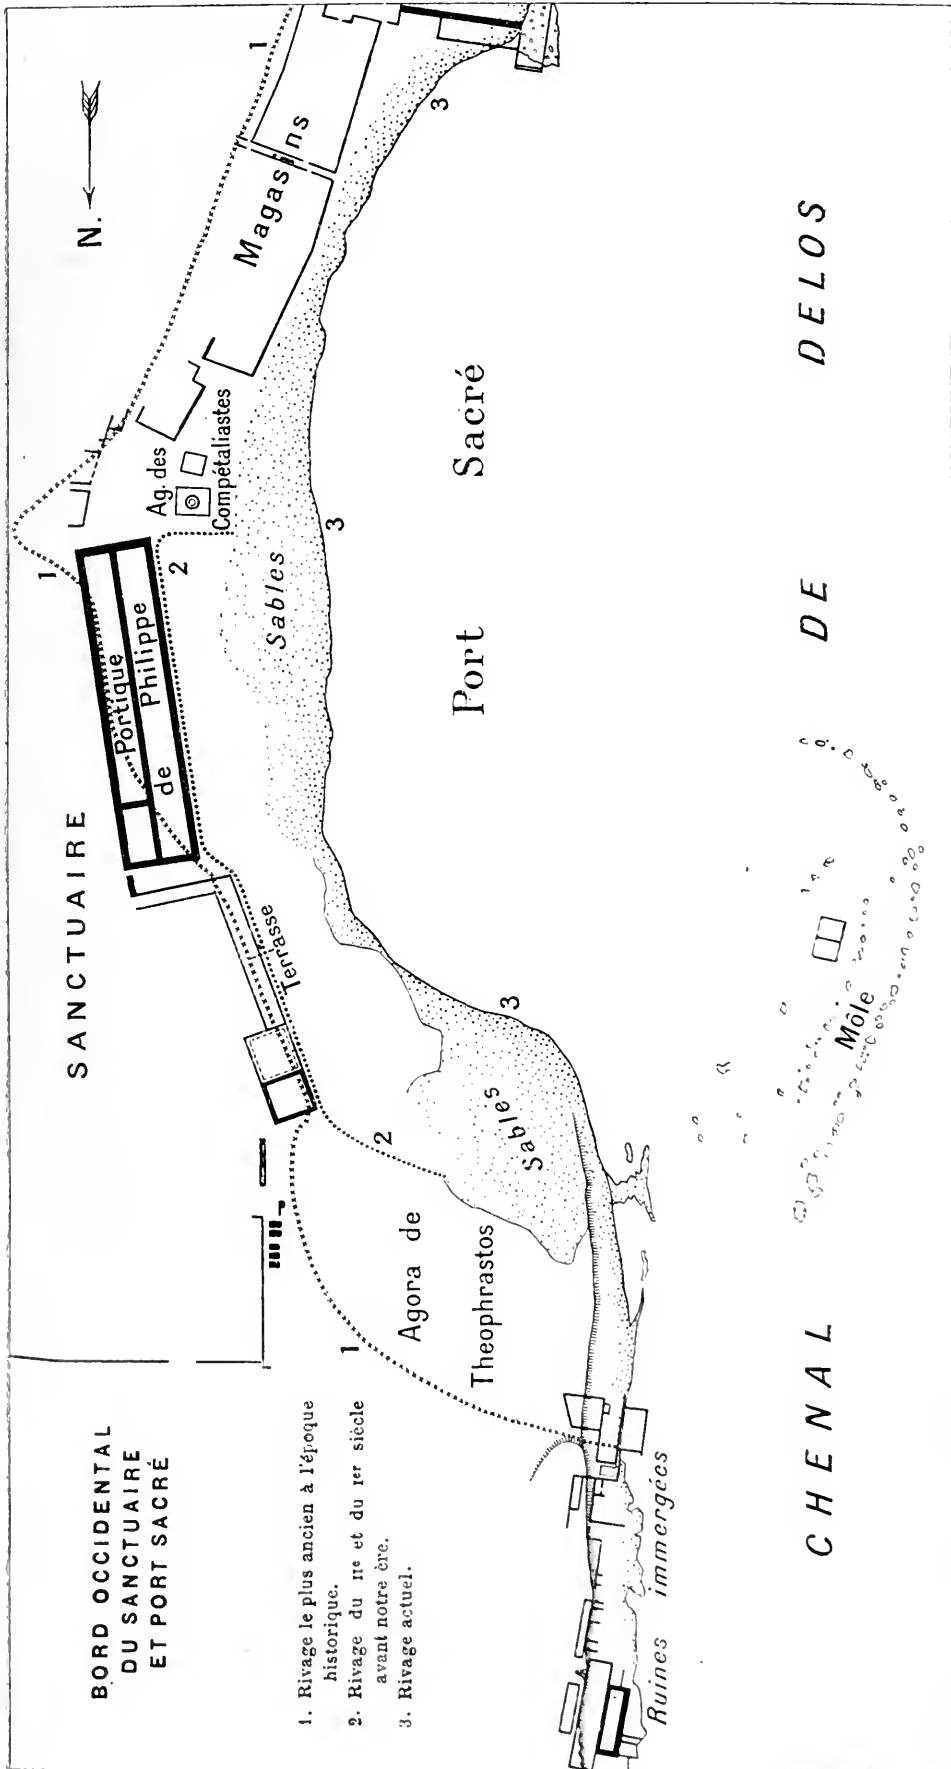 BORD OCCIDENTAL
DU SANCTUAIRE
ET PORT SACRÉ
1. Rivage le plus ancien à l'époque
historique.
2. Rivage du IIe et du Ier siècle
avant notre ère.
3. Rivage actuel.
SANCTUAIRE
N.
1
1
1
Portique
de Philippe
2
Ag. des
Compétaliastes
Magasins
3
Terrasse
Sables
3
2
Agora de
Theophrastos
Sables
3
Port Sacré
Ruines immergées
Môle
CHENAL DE DELOS